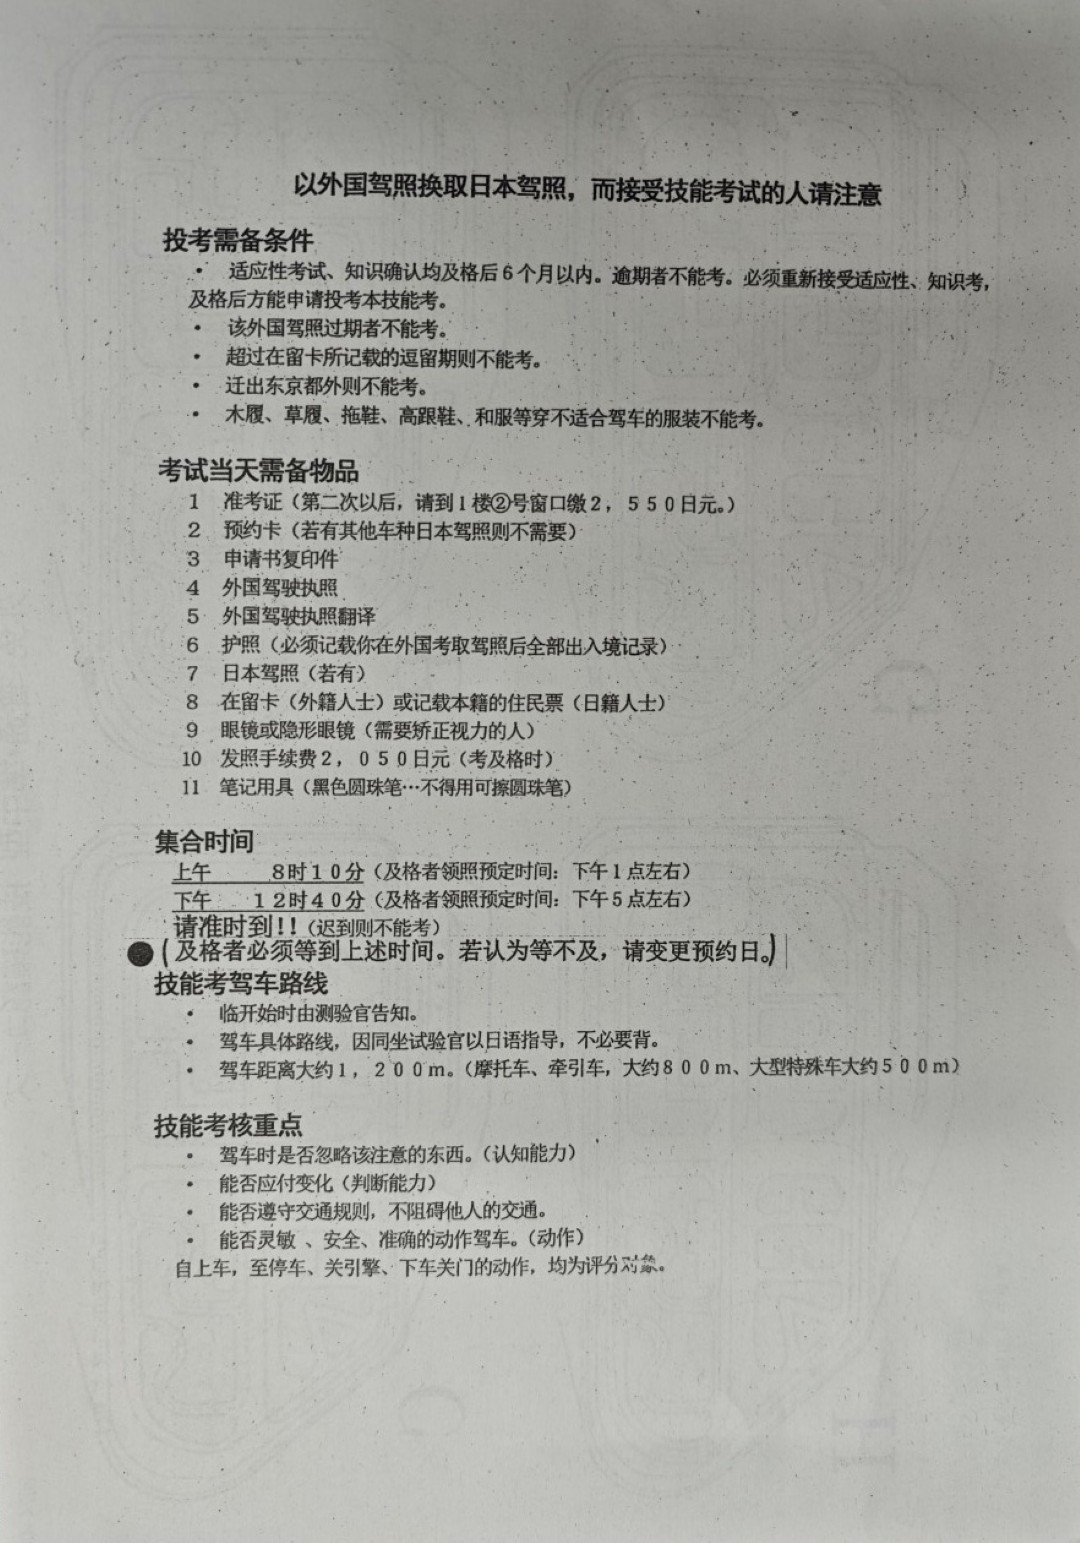 以外国驾照换取日本驾照，而接受技能考试的人请注意
投考需备条件
・ 适应性考试、知识确认均及格后6个月以内。逾期者不能考。必须重新接受适应性、知识考，
及格后方能申请投考本技能考。
・ 该外国驾照过期者不能考。
・ 超过在留卡所记载的逗留期则不能考。
・ 迁出东京都外则不能考。
・ 木履、草履、拖鞋、高跟鞋、和服等穿不适合驾车的服装不能考。
考试当天需备物品
1 准考证（第二次以后，请到1楼②号窗口缴2，550日元。）
2 预约卡（若有其他车种日本驾照则不需要）
3 申请书复印件
4 外国驾驶执照
5 外国驾驶执照翻译
6 护照（必须记载你在外国考取驾照后全部出入境记录）
7 日本驾照（若有）
8 在留卡（外籍人士）或记载本籍的住民票（日籍人士）
9 眼镜或隐形眼镜（需要矫正视力的人）
10 发照手续费2，050日元（考及格时）
11 笔记用具（黑色圆珠笔…不得用可擦圆珠笔）
集合时间
上午 8时10分（及格者领照预定时间：下午1点左右）
下午 12时40分（及格者领照预定时间：下午5点左右）
请准时到!!（迟到则不能考）
●(及格者必须等到上述时间。若认为等不及，请变更预约日。)
技能考驾车路线
・ 临开始时由测验官告知。
・ 驾车具体路线，因同坐试验官以日语指导，不必要背。
・ 驾车距离大约1，200m。（摩托车、牵引车，大约800m、大型特殊车大约500m）
技能考核重点
・ 驾车时是否忽略该注意的东西。（认知能力）
・ 能否应付变化（判断能力）
・ 能否遵守交通规则，不阻碍他人的交通。
・ 能否灵敏 、安全、准确的动作驾车。（动作）
自上车，至停车、关引擎、下车关门的动作，均为评分对象。